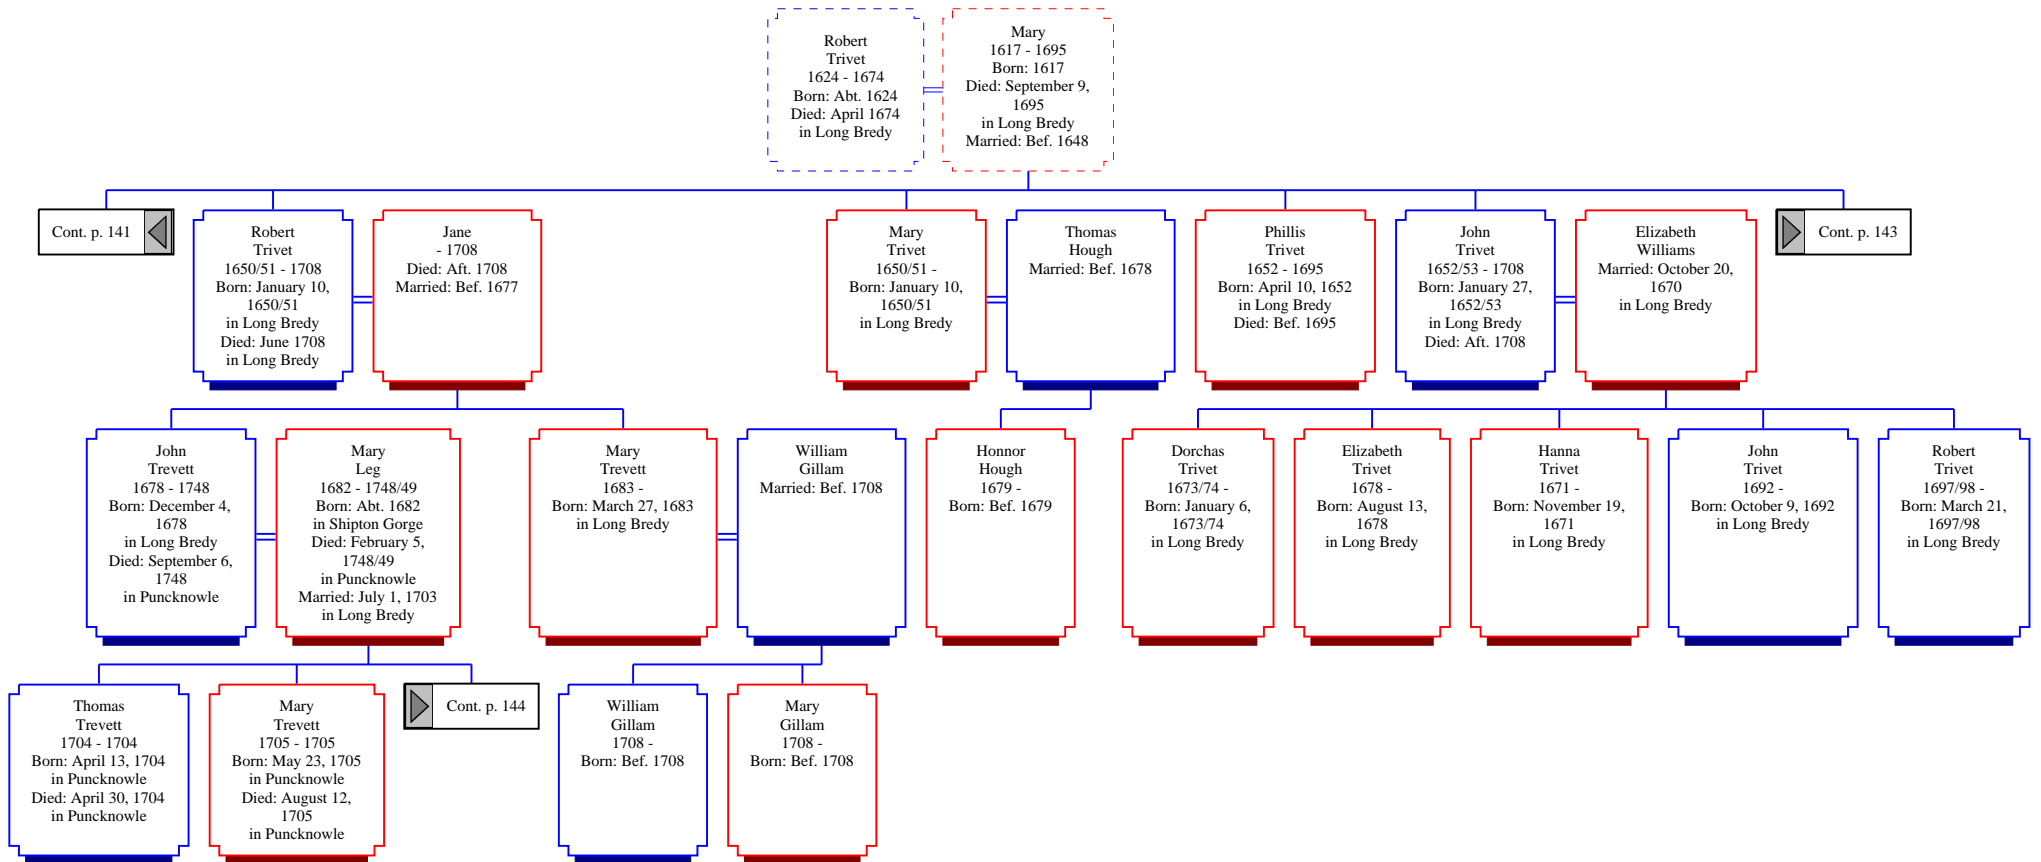 Robert
Trivet
1624 - 1674
Born: Abt. 1624
Died: April 1674
in Long Bredy
Mary
1617 - 1695
Born: 1617
Died: September 9,
1695
in Long Bredy
Married: Bef. 1648
Cont. p. 141
Robert
Trivet
1650/51 - 1708
Born: January 10,
1650/51
in Long Bredy
Died: June 1708
in Long Bredy
Jane
- 1708
Died: Aft. 1708
Married: Bef. 1677
Mary
Trivet
1650/51 -
Born: January 10,
1650/51
in Long Bredy
Thomas
Hough
Married: Bef. 1678
Phillis
Trivet
1652 - 1695
Born: April 10, 1652
in Long Bredy
Died: Bef. 1695
John
Trivet
1652/53 - 1708
Born: January 27,
1652/53
in Long Bredy
Died: Aft. 1708
Elizabeth
Williams
Married: October 20,
1670
in Long Bredy
Cont. p. 143
John
Trevett
1678 - 1748
Born: December 4,
1678
in Long Bredy
Died: September 6,
1748
in Puncknowle
Mary
Leg
1682 - 1748/49
Born: Abt. 1682
in Shipton Gorge
Died: February 5,
1748/49
in Puncknowle
Married: July 1, 1703
in Long Bredy
Mary
Trevett
1683 -
Born: March 27, 1683
in Long Bredy
William
Gillam
Married: Bef. 1708
Honnor
Hough
1679 -
Born: Bef. 1679
Dorchas
Trivet
1673/74 -
Born: January 6,
1673/74
in Long Bredy
Elizabeth
Trivet
1678 -
Born: August 13,
1678
in Long Bredy
Hanna
Trivet
1671 -
Born: November 19,
1671
in Long Bredy
John
Trivet
1692 -
Born: October 9, 1692
in Long Bredy
Robert
Trivet
1697/98 -
Born: March 21,
1697/98
in Long Bredy
Thomas
Trevett
1704 - 1704
Born: April 13, 1704
in Puncknowle
Died: April 30, 1704
in Puncknowle
Mary
Trevett
1705 - 1705
Born: May 23, 1705
in Puncknowle
Died: August 12,
1705
in Puncknowle
Cont. p. 144
William
Gillam
1708 -
Born: Bef. 1708
Mary
Gillam
1708 -
Born: Bef. 1708